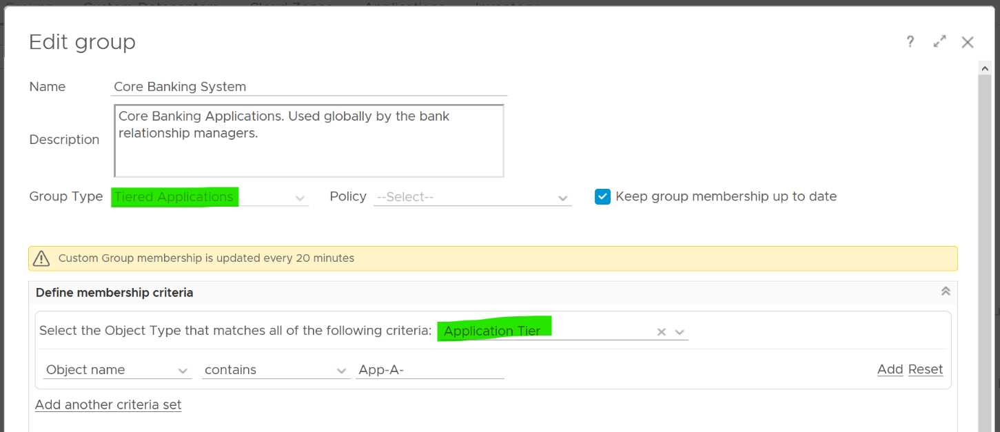 Edit group
?
Name Core Banking System
Description Core Banking Applications. Used globally by the bank
relationship managers.
Group Type Tiered Applications Policy --Select-- Keep group membership up to date
Custom Group membership is updated every 20 minutes
Define membership criteria
Select the Object Type that matches all of the following criteria: Application Tier
Object name contains App-A- Add Reset
Add another criteria set